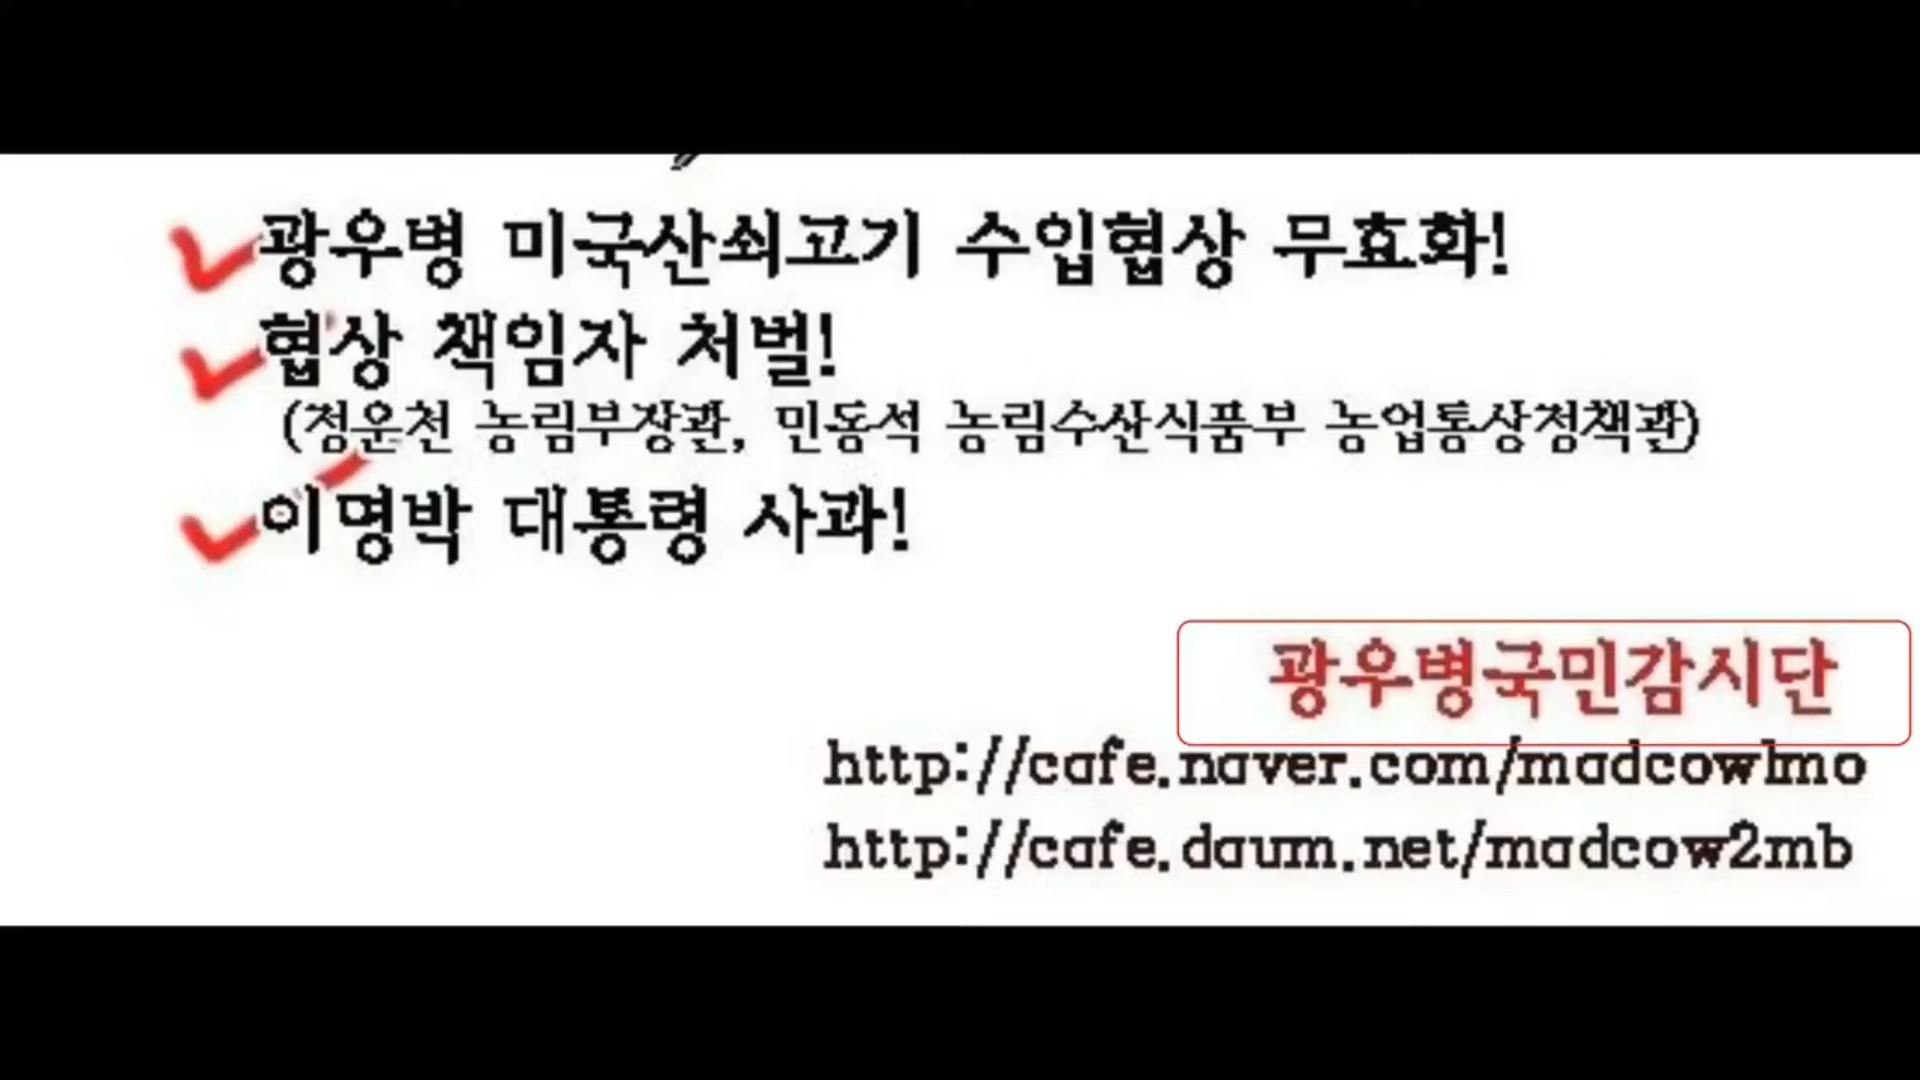 광우병 미국산쇠고기 수입협상 무효화!
협상 책임자 처벌!
(정운천 농림부장관, 민동석 농림수산식품부 농업통상정책관)
이명박 대통령 사과!
광우병국민감시단
http://cafe.naver.com/madcowlmo
http://cafe.daum.net/madcow2mb